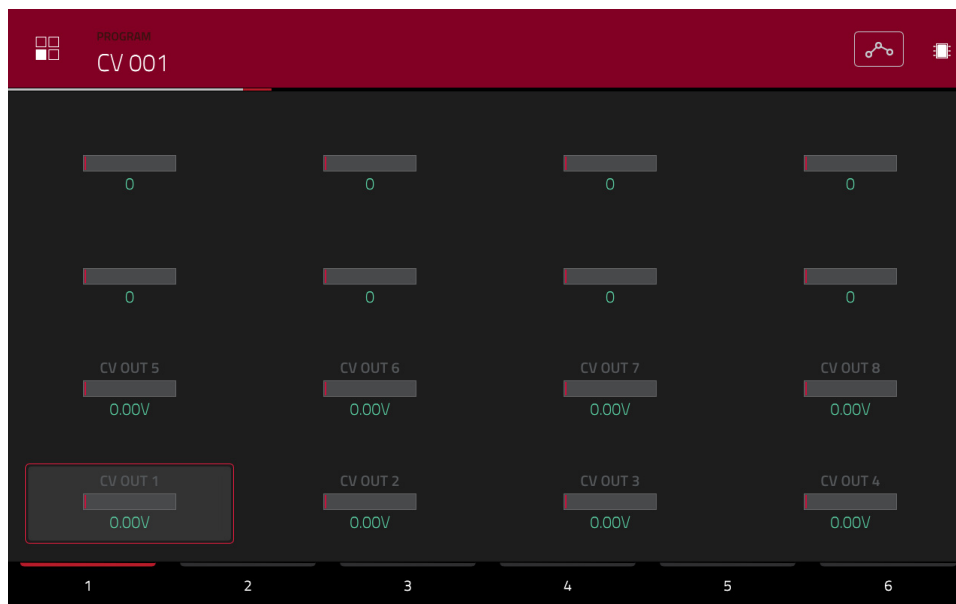 PROGRAM
CV 001
0 0 0 0
0 0 0 0
CV OUT 5 CV OUT 6 CV OUT 7 CV OUT 8
0.00V 0.00V 0.00V 0.00V
CV OUT 1 CV OUT 2 CV OUT 3 CV OUT 4
0.00V 0.00V 0.00V 0.00V
1 2 3 4 5 6